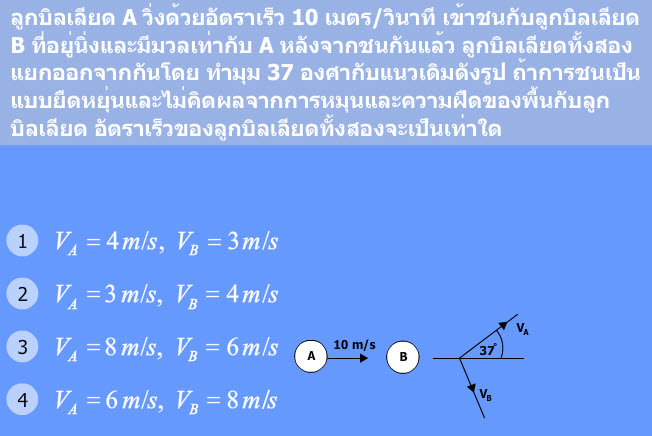 ลูกบิลเลียด A วิ่งด้วยอัตราเร็ว 10 เมตร/วินาที เข้าชนกับลูกบิลเลียด
B ที่อยู่นิ่งและมีมวลเท่ากับ A หลังจากชนกันแล้ว ลูกบิลเลียดทั้งสอง
แยกออกจากกันโดย ทำมุม 37 องศากับแนวเดิมดังรูป ถ้าการชนเป็น
แบบยืดหยุ่นและไม่คิดผลจากการหมุนและความฝืดของพื้นกับลูก
บิลเลียด อัตราเร็วของลูกบิลเลียดทั้งสองจะเป็นเท่าใด
1 V_A = 4 m/s, V_B = 3 m/s
2 V_A = 3 m/s, V_B = 4 m/s
3 V_A = 8 m/s, V_B = 6 m/s
4 V_A = 6 m/s, V_B = 8 m/s
A 10 m/s B 37° V_A
V_B